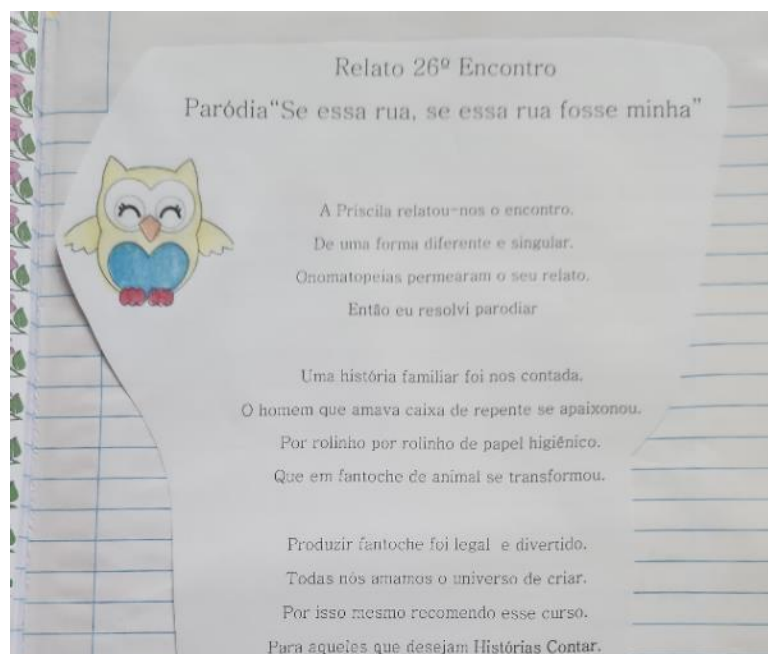 Relato 26º Encontro
Paródia“Se essa rua, se essa rua fosse minha”
A Priscila relatou-nos o encontro.
De uma forma diferente e singular.
Onomatopeias permearam o seu relato.
Então eu resolvi parodiar
Uma história familiar foi nos contada.
O homem que amava caixa de repente se apaixonou.
Por rolinho por rolinho de papel higiênico.
Que em fantoche de animal se transformou.
Produzir fantoche foi legal e divertido.
Todas nós amamos o universo de criar.
Por isso mesmo recomendo esse curso.
Para aqueles que desejam Histórias Contar.